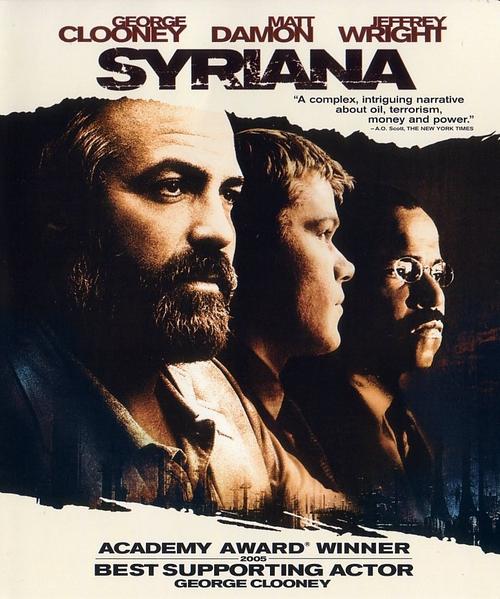 GEORGE CLOONEY MATT DAMON JEFFREY WRIGHT
SYRIANA
“A complex, intriguing narrative
about oil, terrorism,
money and power.”
– A.O. Scott, THE NEW YORK TIMES
ACADEMY AWARD® WINNER
2005
BEST SUPPORTING ACTOR
GEORGE CLOONEY